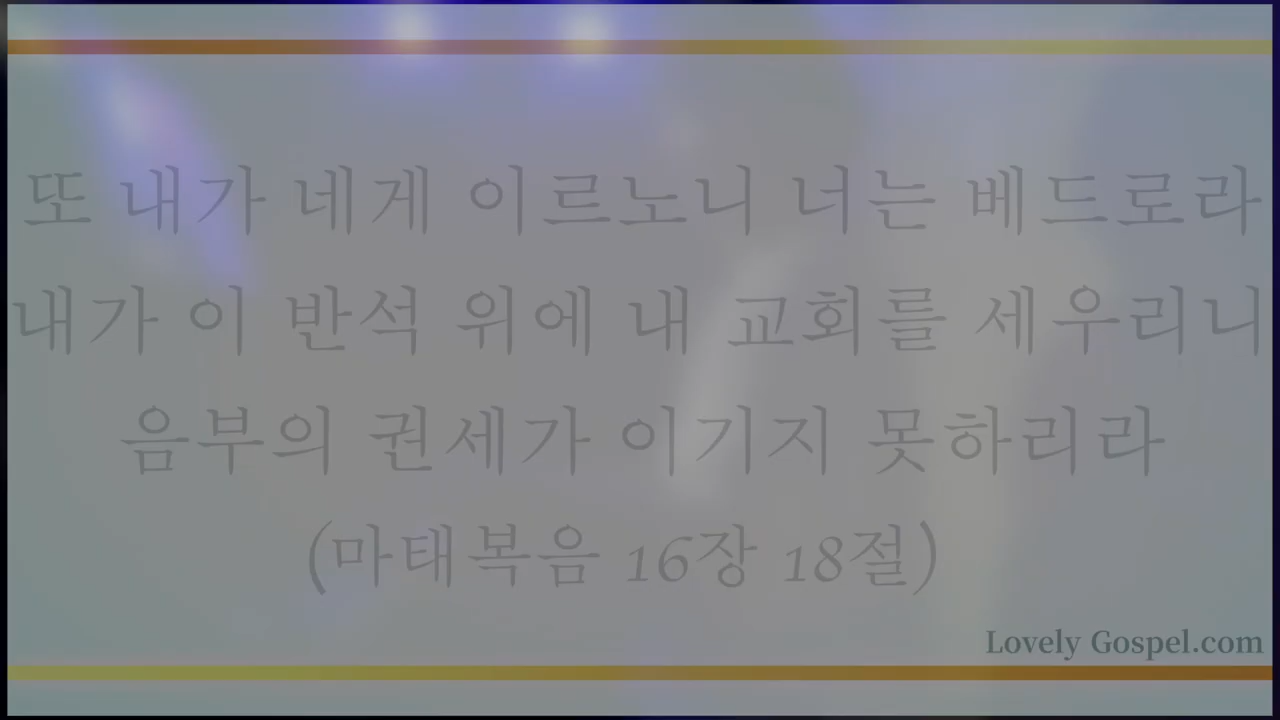 또 내가 네게 이르노니 너는 베드로라
내가 이 반석 위에 내 교회를 세우리니
음부의 권세가 이기지 못하리라
(마태복음 16장 18절)
Lovely Gospel.com